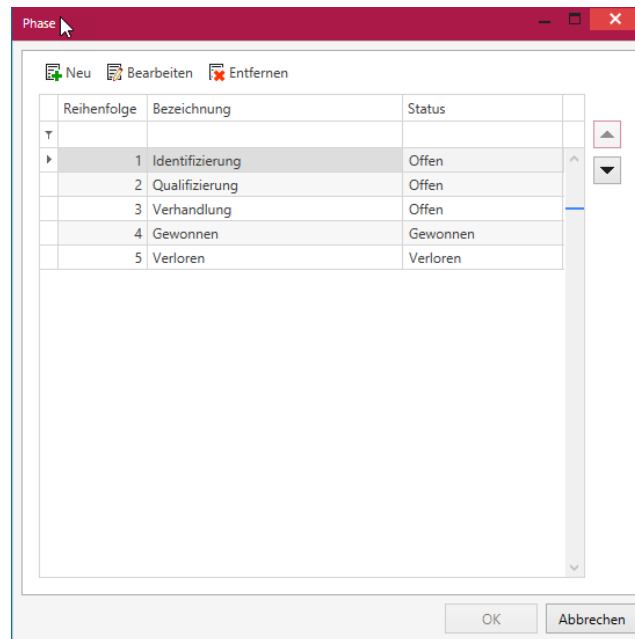 Phase
Neu Bearbeiten Entfernen
Reihenfolge Bezeichnung Status
1 Identifizierung Offen
2 Qualifizierung Offen
3 Verhandlung Offen
4 Gewonnen Gewonnen
5 Verloren Verloren
OK Abbrechen